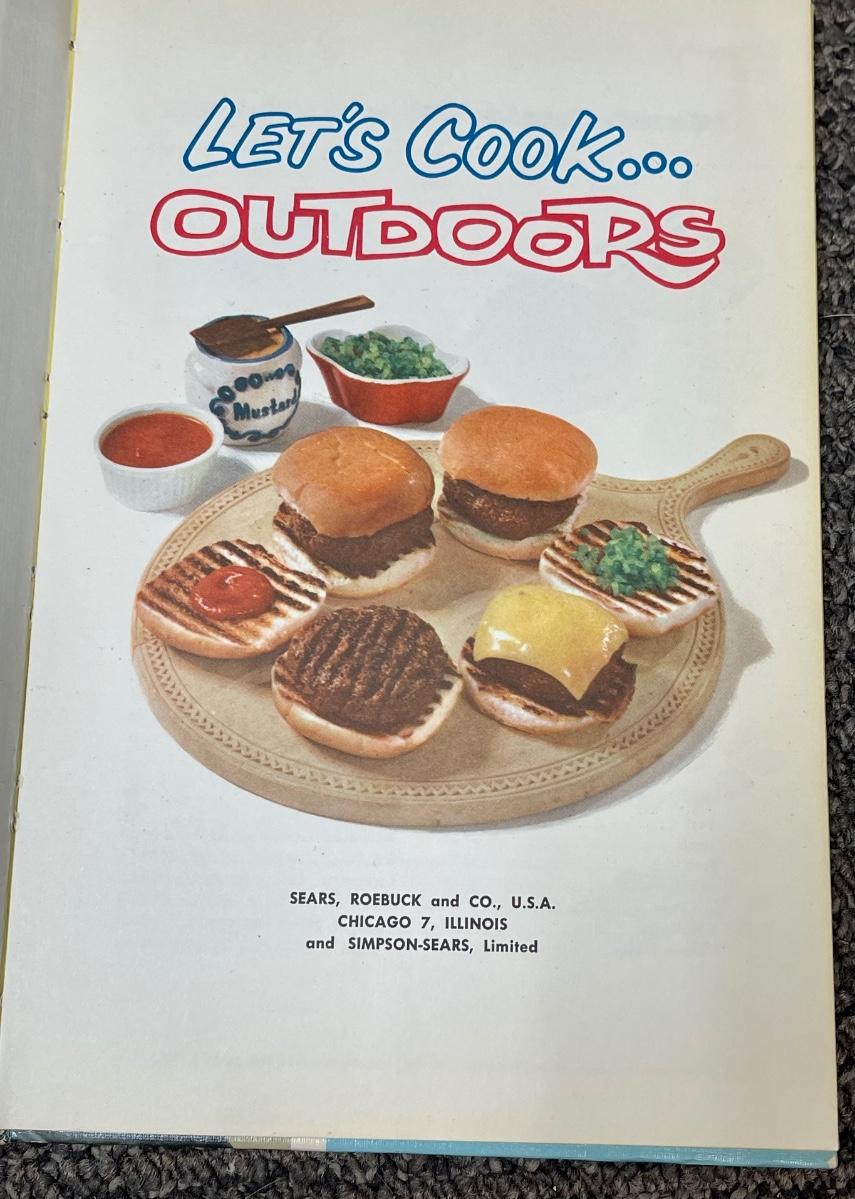 LET'S COOK...
OUTDOORS
Mustard
SEARS, ROEBUCK and CO., U.S.A.
CHICAGO 7, ILLINOIS
and SIMPSON-SEARS, Limited